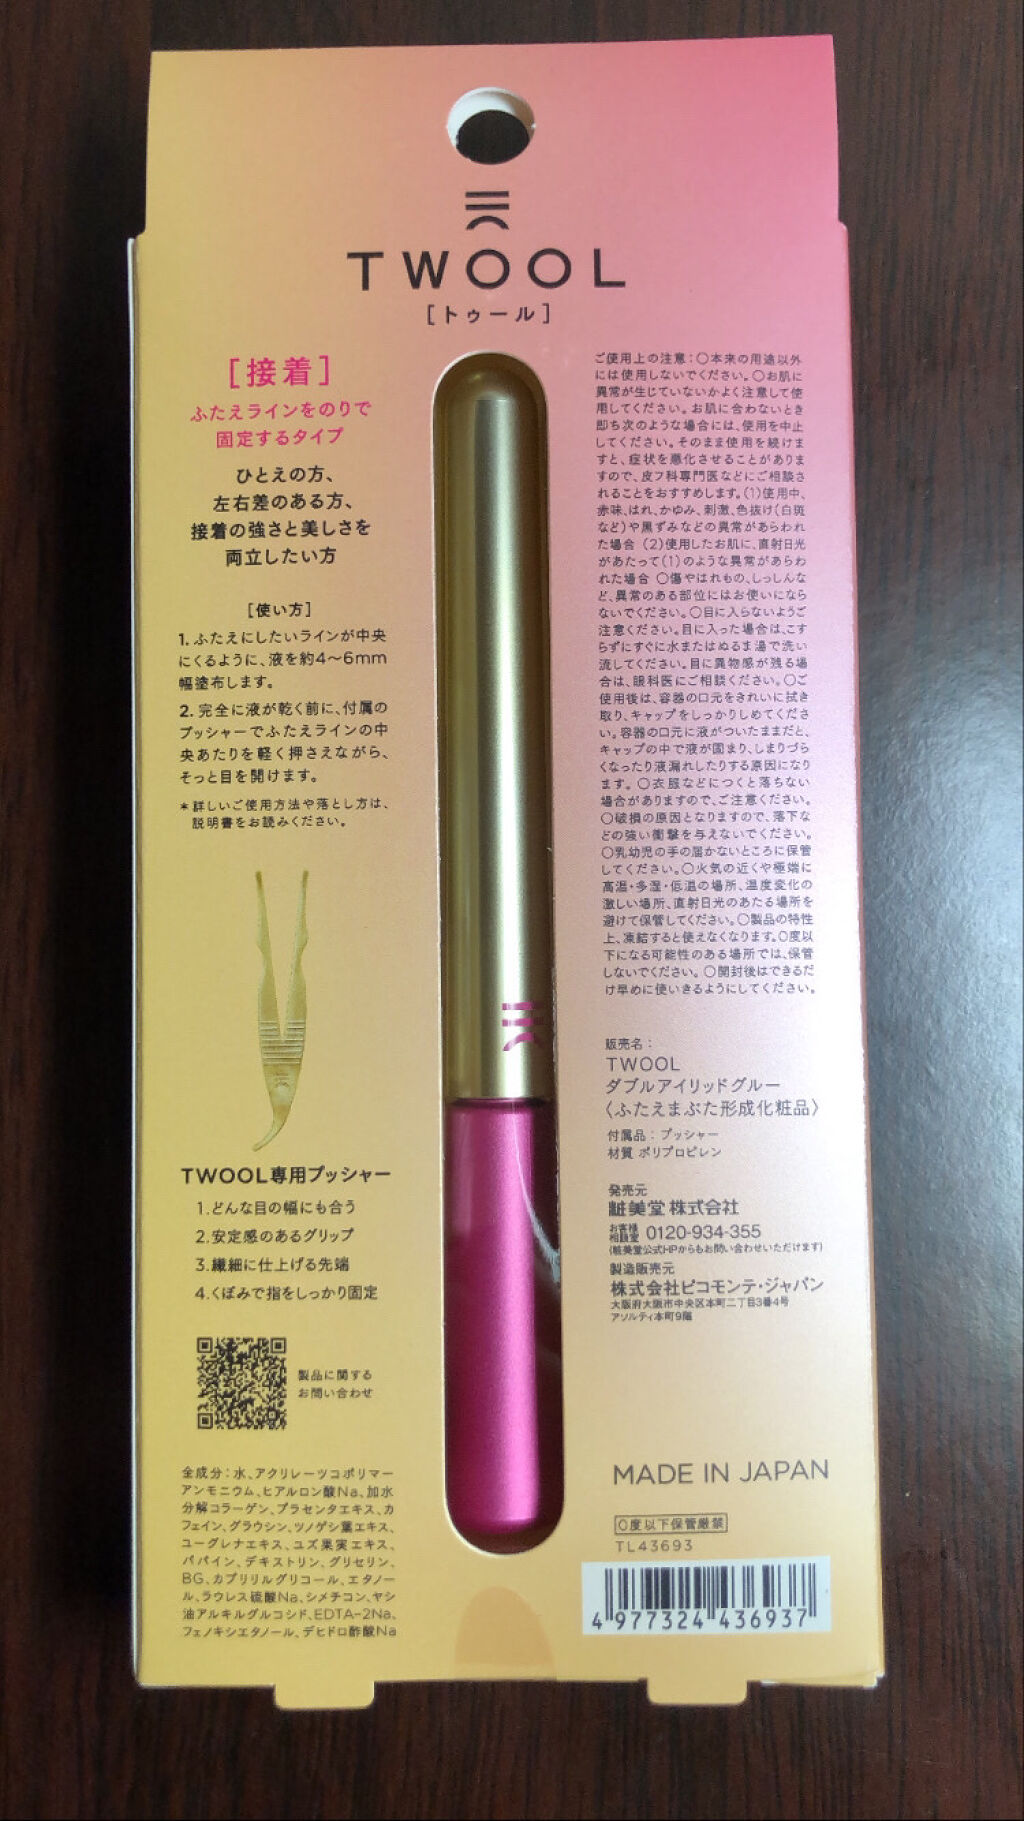 TWOOL
[トゥール]
[接着]
ふたえラインをのりで
固定するタイプ
ひとえの方、
左右差のある方、
接着の強さと美しさを
両立したい方
[使い方]
1. ふたえにしたいラインが中央
にくるように、液を約4〜6mm
幅塗布します。
2. 完全に液が乾く前に、付属の
プッシャーでふたえラインの中
央あたりを軽く押さえながら、
そっと目を開けます。
*詳しいご使用方法や落とし方は、
説明書をお読みください。
TWOOL専用プッシャー
1.どんな目の幅にも合う
2.安定感のあるグリップ
3.繊細に仕上げる先端
4.くぼみで指をしっかり固定
製品に関する
お問い合わせ
全成分:水、アクリレーツコポリマー
アンモニウム、ヒアルロン酸Na、加水
分解コラーゲン、プラセンタエキス、カ
フェイン、グラウシン、ツノゲシ葉エキス、
ユーグレナエキス、ユズ果実エキス、
パパイン、デキストリン、グリセリン、
BG、カプリリルグリコール、エタノー
ル、ラウレス硫酸Na、シメチコン、ヤシ
油アルキルグルコシド、EDTA-2Na、
フェノキシエタノール、デヒドロ酢酸Na
ご使用上の注意:○本来の用途以外
には使用しないでください。○お肌に
異常が生じていないかよく注意して使
用してください。お肌に合わないとき
即ち次のような場合には、使用を中止
してください。そのまま使用を続けま
すと、症状を悪化させることがありま
すので、皮フ科専門医などにご相談さ
れることをおすすめします。(1)使用中、
赤味、はれ、かゆみ、刺激、色抜け(白斑
など)や黒ずみなどの異常があらわれ
た場合 (2)使用したお肌に、直射日光
があたって(1)のような異常があらわ
れた場合 ○傷やはれもの、しっしんな
ど、異常のある部位にはお使いになら
ないでください。○目に入らないようご
注意ください。目に入った場合は、こす
らずにすぐに水またはぬるま湯で洗い
流してください。目に異物感が残る場
合は、眼科医にご相談ください。○ご
使用後は、容器の口元をきれいに拭き
取り、キャップをしっかりしめてくださ
い。容器の口元に液がついたままだと、
キャップの中で液が固まり、しまりづら
くなったり液漏れしたりする原因になり
ます。○衣服などにつくと落ちない
場合がありますので、ご注意ください。
○破損の原因となりますので、落下な
どの強い衝撃を与えないでください。
○乳幼児の手の届かないところに保管
してください。○火気の近くや極端に
高温・多湿・低温の場所、温度変化の
激しい場所、直射日光のあたる場所を
避けて保管してください。○製品の特性
上、凍結すると使えなくなります。0度以
下になる可能性のある場所では、保管
しないでください。○開封後はできるだ
け早めに使いきるようにしてください。
販売名:
TWOOL
ダブルアイリッドグルー
〈ふたえまぶた形成化粧品〉
付属品:プッシャー
材質 ポリプロピレン
発売元
粧美堂 株式会社
お客様相談室 0120-934-355
(粧美堂公式HPからもお問い合わせいただけます)
製造販売元
株式会社ピコモンテ・ジャパン
大阪府大阪市中央区本町二丁目3番4号
アソルティ本町9階
MADE IN JAPAN
0度以下保管厳禁
TL43693
4 977324 436937